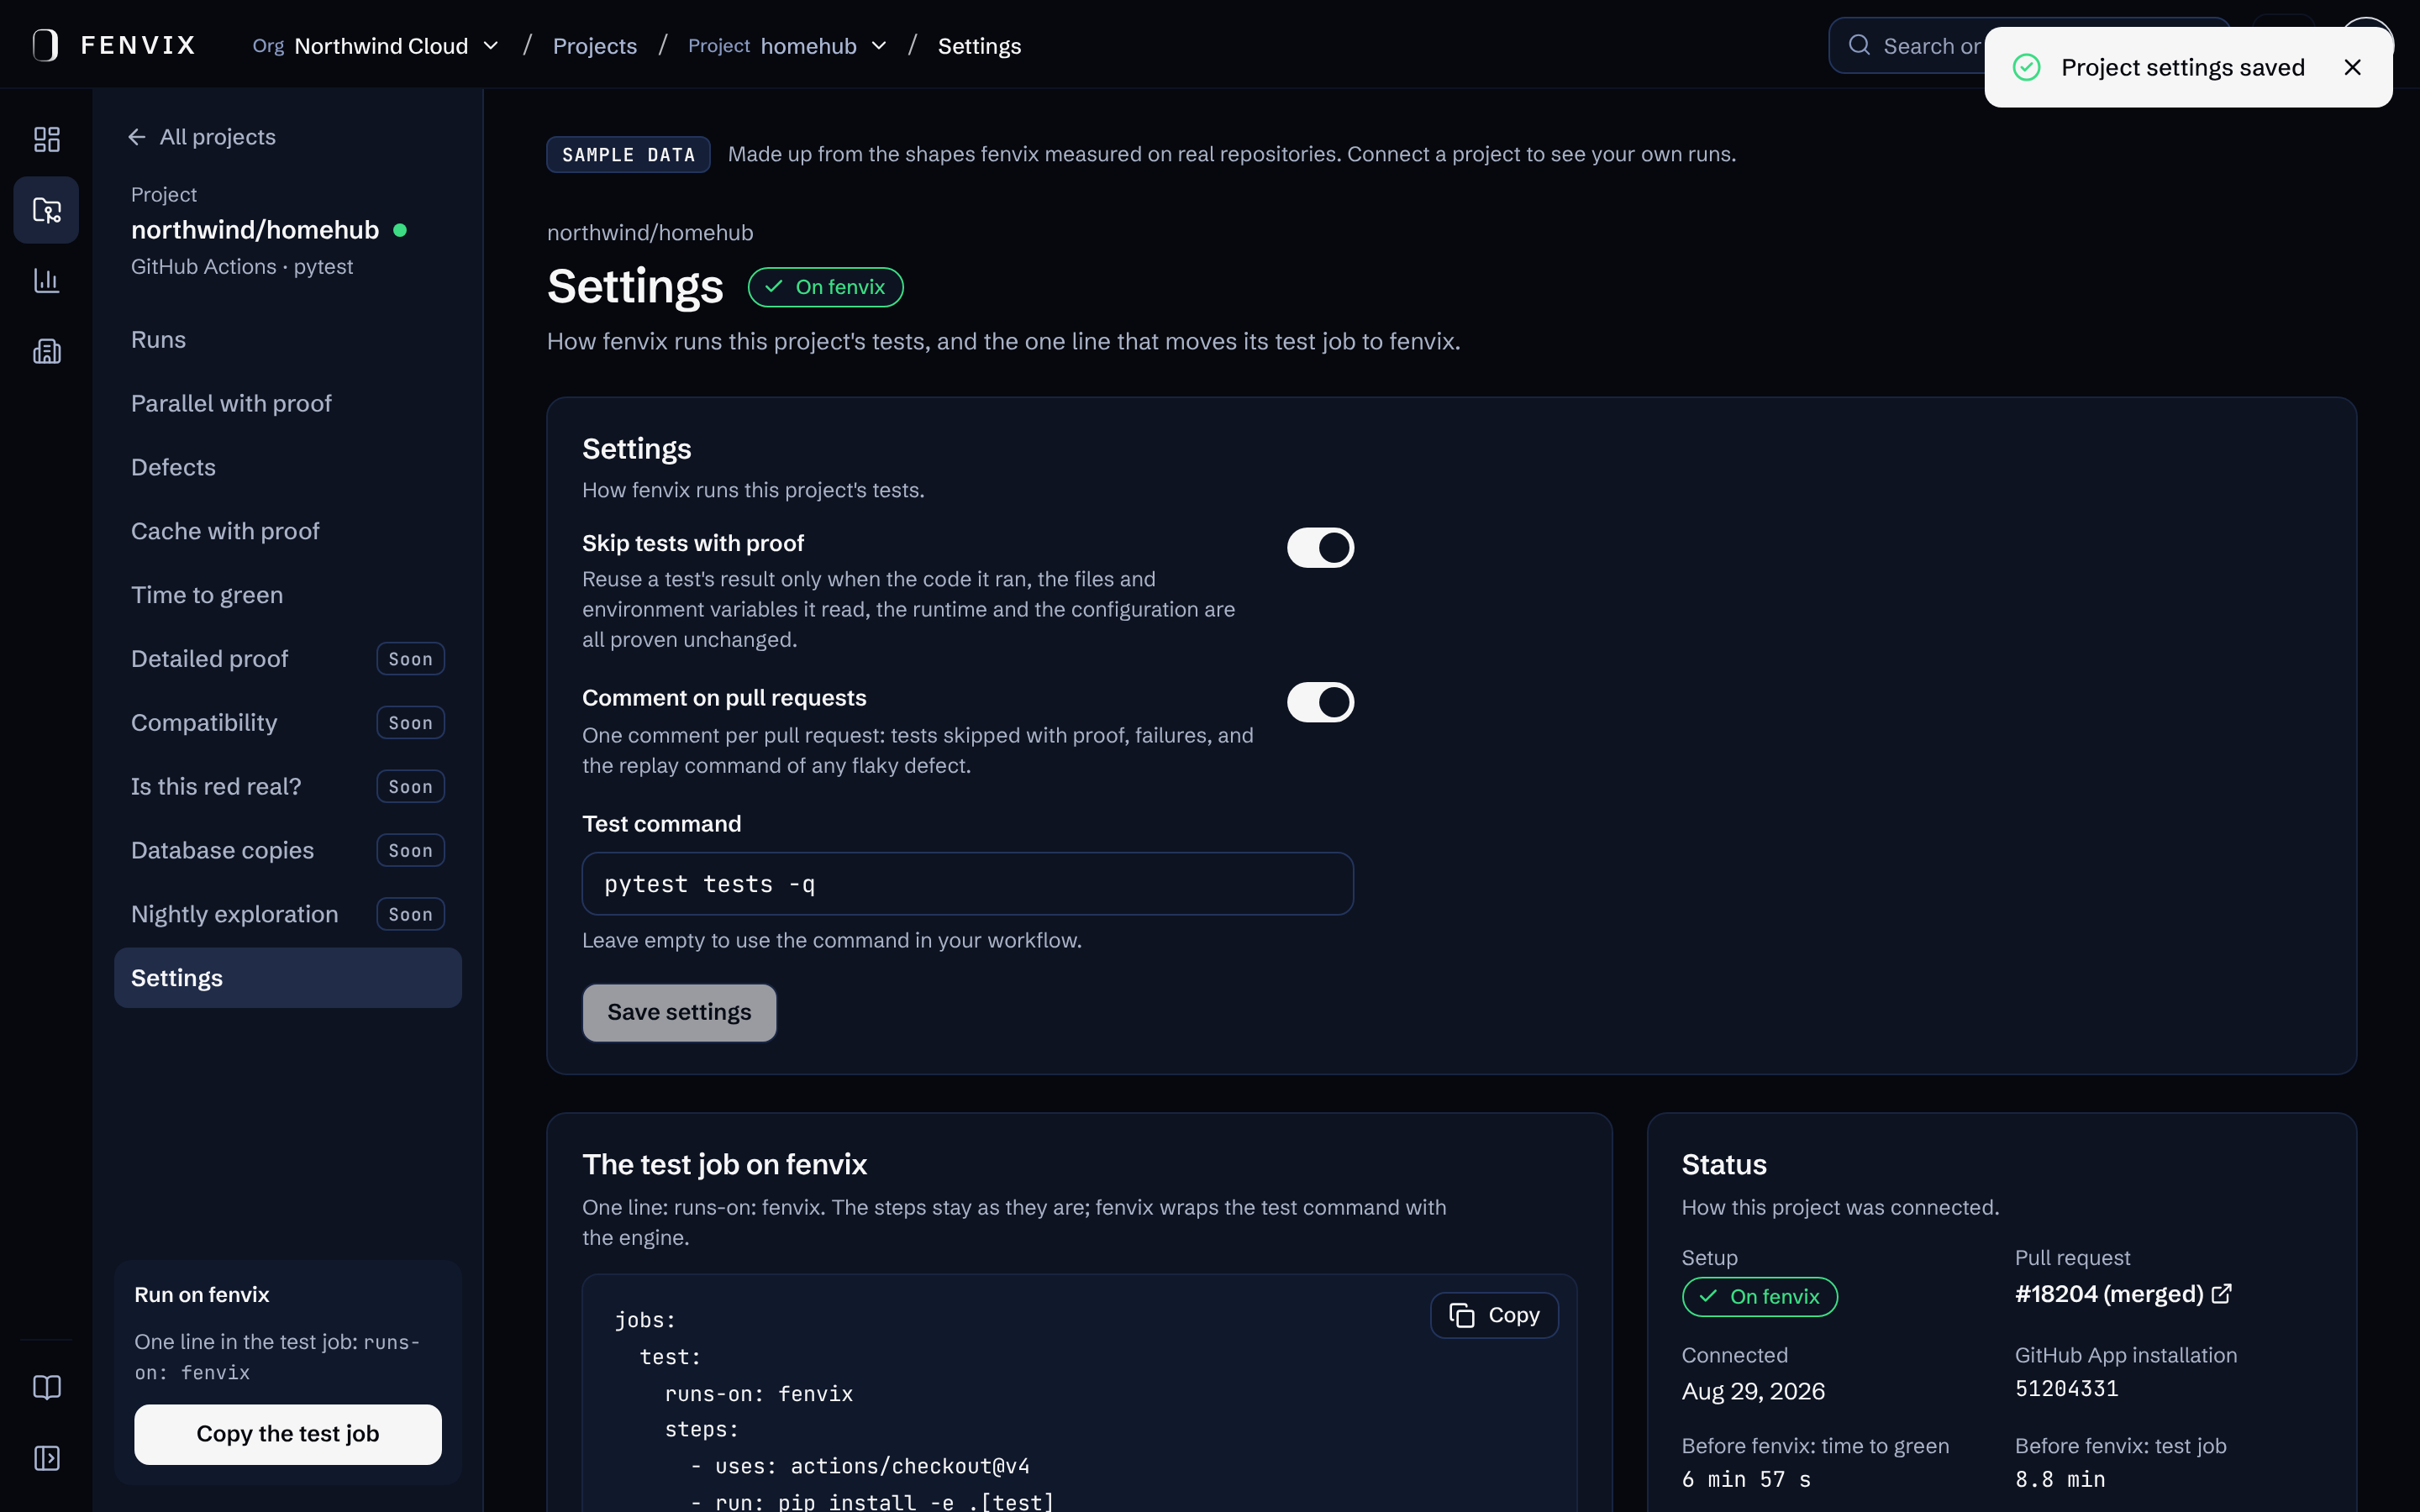 FENVIX
Org Northwind Cloud / Projects / Project homehub / Settings
Search or
Project settings saved
All projects
Project
northwind/homehub
GitHub Actions · pytest
Runs
Parallel with proof
Defects
Cache with proof
Time to green
Detailed proof Soon
Compatibility Soon
Is this red real? Soon
Database copies Soon
Nightly exploration Soon
Settings
Run on fenvix
One line in the test job: runs-
on: fenvix
Copy the test job
SAMPLE DATA Made up from the shapes fenvix measured on real repositories. Connect a project to see your own runs.
northwind/homehub
Settings On fenvix
How fenvix runs this project's tests, and the one line that moves its test job to fenvix.
Settings
How fenvix runs this project's tests.
Skip tests with proof
Reuse a test's result only when the code it ran, the files and
environment variables it read, the runtime and the configuration are
all proven unchanged.
Comment on pull requests
One comment per pull request: tests skipped with proof, failures, and
the replay command of any flaky defect.
Test command
pytest tests -q
Leave empty to use the command in your workflow.
Save settings
The test job on fenvix
One line: runs-on: fenvix. The steps stay as they are; fenvix wraps the test command with
the engine.
Copy
jobs:
test:
runs-on: fenvix
steps:
- uses: actions/checkout@v4
- run: pip install -e .[test]
Status
How this project was connected.
Setup
On fenvix
Pull request
#18204 (merged)
Connected
Aug 29, 2026
GitHub App installation
51204331
Before fenvix: time to green
6 min 57 s
Before fenvix: test job
8.8 min